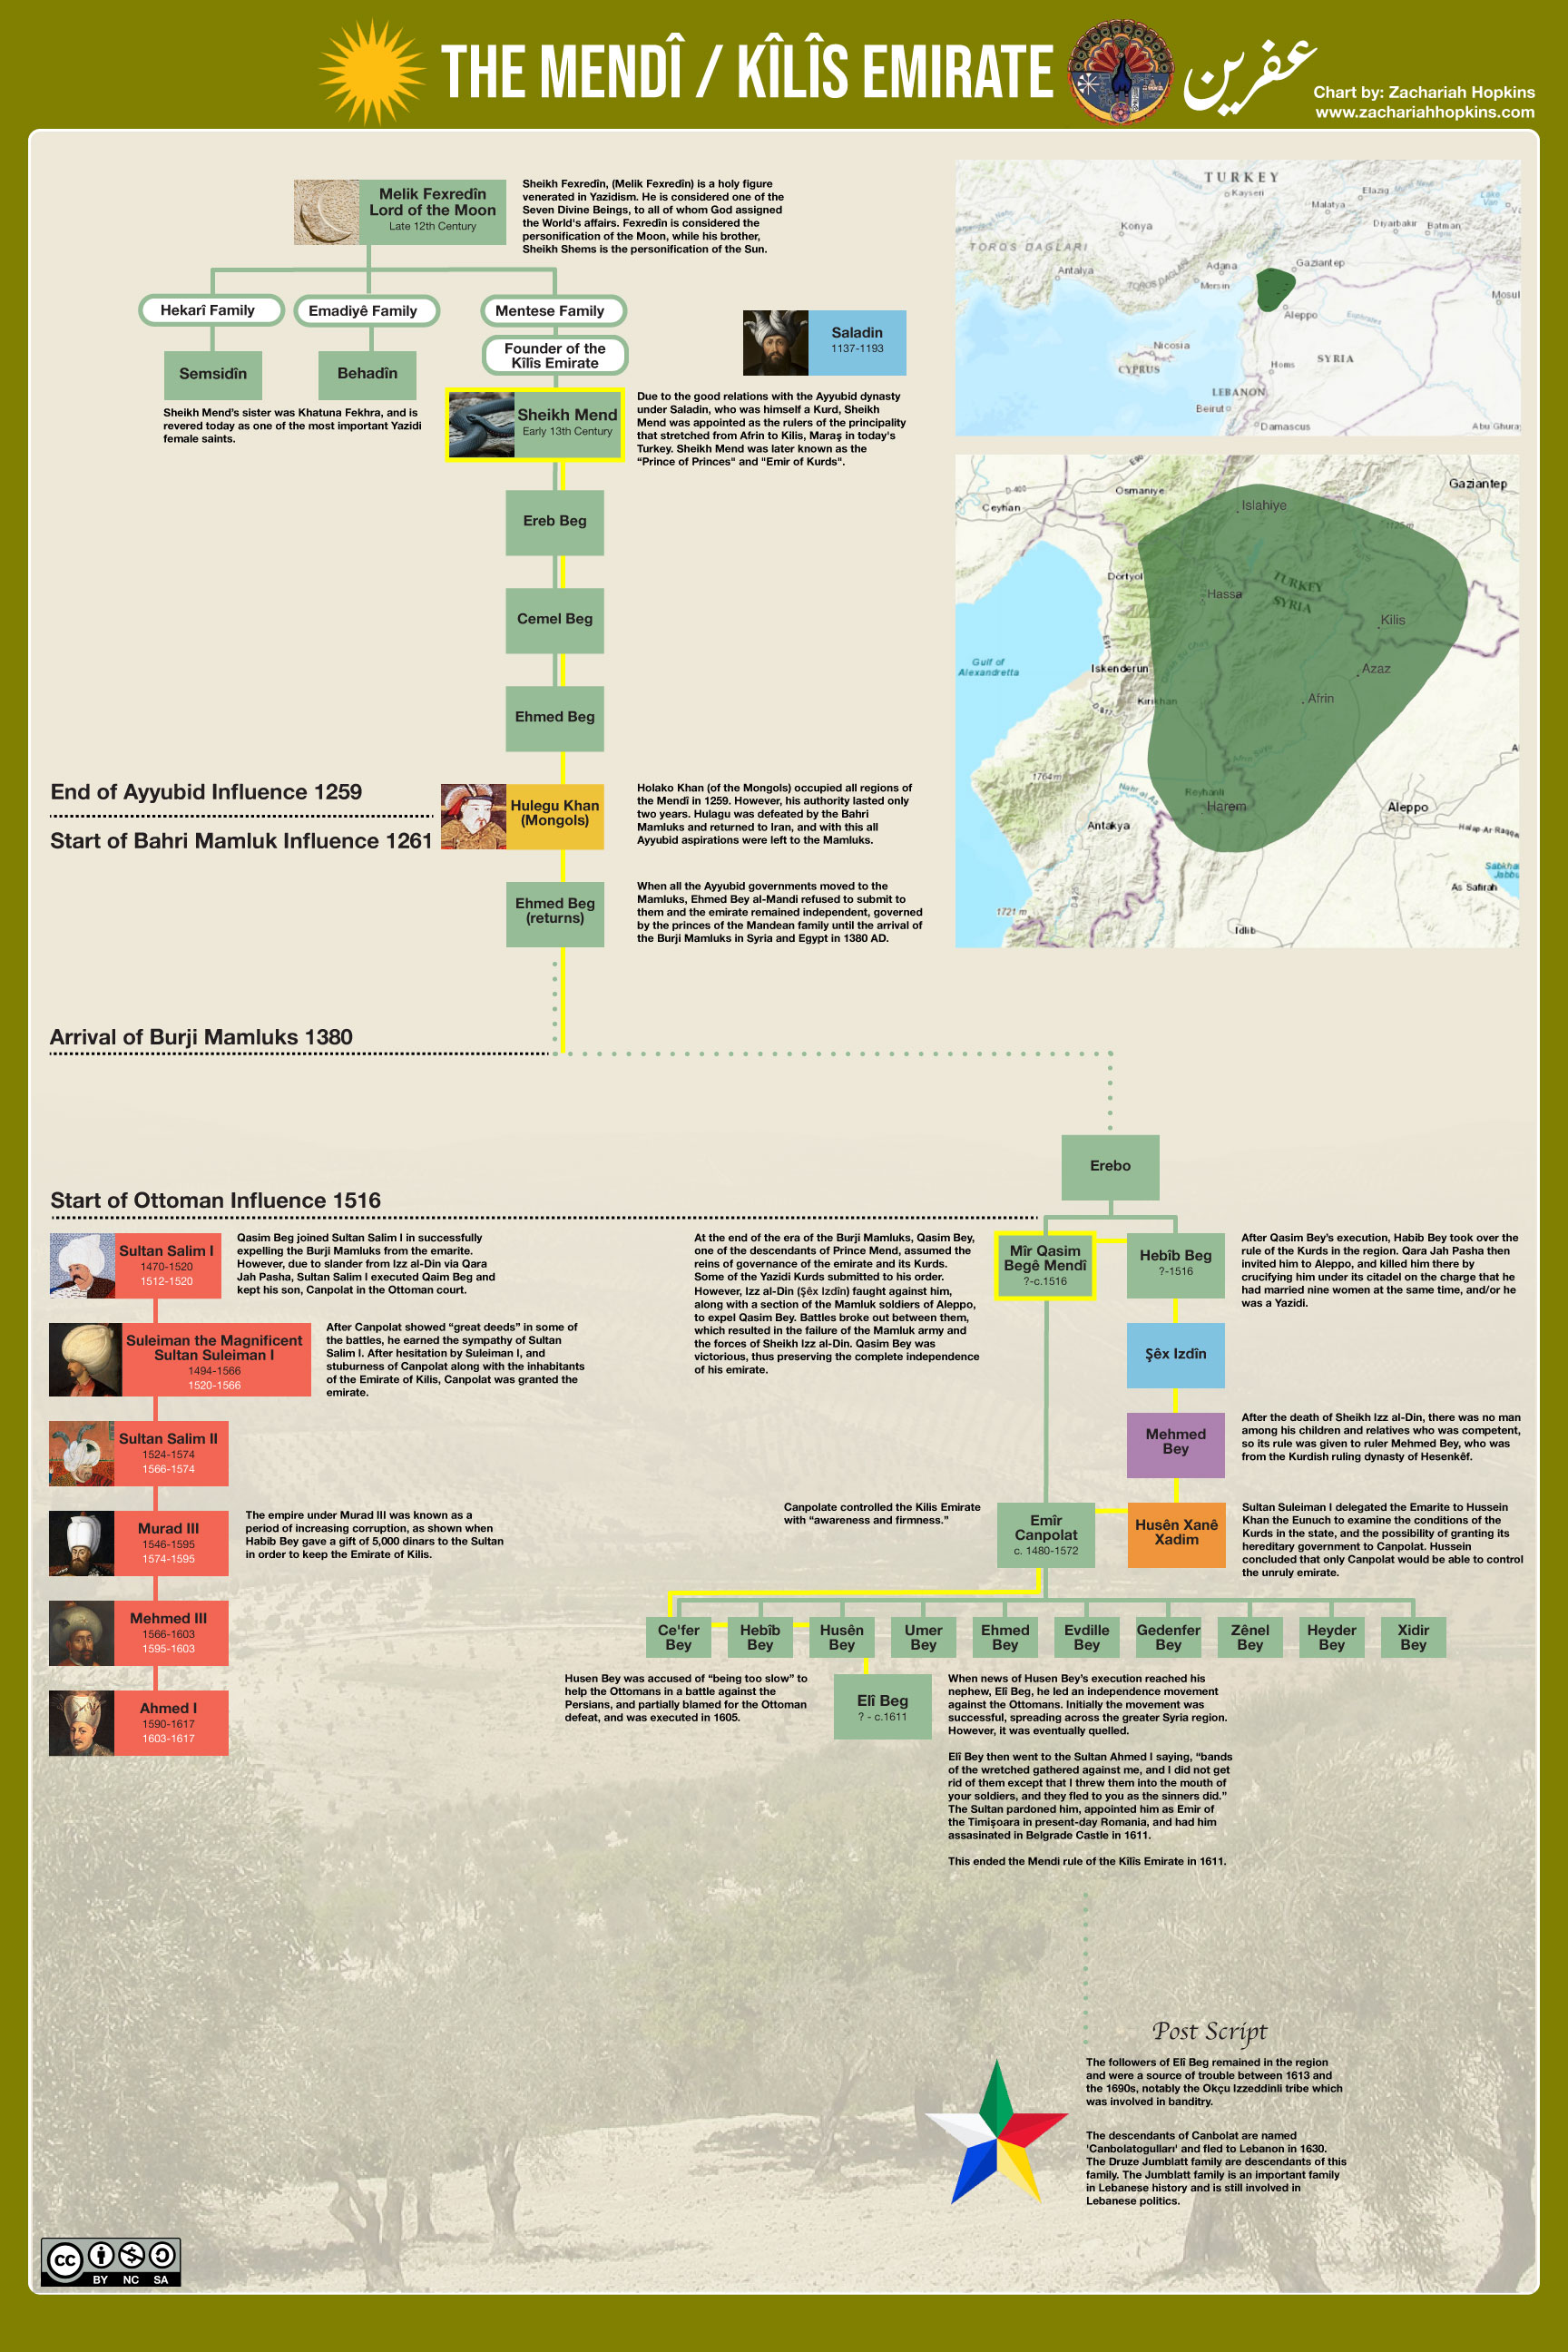 THE MENDÎ / KÎLÎS EMIRATE
عفرين
Chart by: Zachariah Hopkins
www.zachariahhopkins.com
Melik Fexredîn
Lord of the Moon
Late 12th Century
Sheikh Fexredîn, (Melik Fexredîn) is a holy figure
venerated in Yazidism. He is considered one of the
Seven Divine Beings, to all of whom God assigned
the World's affairs. Fexredîn is considered the
personification of the Moon, while his brother,
Sheikh Shems is the personification of the Sun.
Hekarî Family
Emadiyê Family
Mentese Family
Founder of the
Kîlîs Emirate
Semsidîn
Behadîn
Sheikh Mend's sister was Khatuna Fekhra, and is
revered today as one of the most important Yazidi
female saints.
Sheikh Mend
Early 13th Century
Saladin
1137-1193
Due to the good relations with the Ayyubid dynasty
under Saladin, who was himself a Kurd, Sheikh
Mend was appointed as the rulers of the principality
that stretched from Afrin to Kilis, Maraş in today's
Turkey. Sheikh Mend was later known as the
"Prince of Princes" and "Emir of Kurds".
TURKEY
Kayseri
Elazig
Lake
Van
Malatya
Konya
Diyarbakir
Batman
TOROS DAGLARI
Antalya
TOROS DAGLARI
Adana
Gaziantep
Mersin
Mosul
Aleppo
Euphrates
Nicosia
CYPRUS
Homs
SYRIA
LEBANON
Beirut
Damascus
Abu Ghuray
Osmaniye
Gaziantep
D-400
Ceyhan
Islahiye
1125 m
Dortyol
Hassa
TURKEY
SYRIA
Kilis
E91
Gulf of
Alexandretta
Iskenderun
Azaz
Kirikhan
Afrin
D-817
1764 m
Nahr al As
Reyhanli
Harem
Aleppo
Antakya
Halap-Ar-Raqqa
Sabkhat
Jabbul
As Safirah
D-825
1721 m
Idlib
Ereb Beg
Cemel Beg
Ehmed Beg
End of Ayyubid Influence 1259
Start of Bahri Mamluk Influence 1261
Hulegu Khan
(Mongols)
Holako Khan (of the Mongols) occupied all regions of
the Mendî in 1259. However, his authority lasted only
two years. Hulagu was defeated by the Bahri
Mamluks and returned to Iran, and with this all
Ayyubid aspirations were left to the Mamluks.
Ehmed Beg
(returns)
When all the Ayyubid governments moved to the
Mamluks, Ehmed Bey al-Mandi refused to submit to
them and the emirate remained independent, governed
by the princes of the Mandean family until the arrival of
the Burji Mamluks in Syria and Egypt in 1380 AD.
Arrival of Burji Mamluks 1380
Erebo
Start of Ottoman Influence 1516
Sultan Salim I
1470-1520
1512-1520
Qasim Beg joined Sultan Salim I in successfully
expelling the Burji Mamluks from the emarite.
However, due to slander from Izz al-Din via Qara
Jah Pasha, Sultan Salim I executed Qaim Beg and
kept his son, Canpolat in the Ottoman court.
At the end of the era of the Burji Mamluks, Qasim Bey,
one of the descendants of Prince Mend, assumed the
reins of governance of the emirate and its Kurds.
Some of the Yazidi Kurds submitted to his order.
However, Izz al-Din (Şêx Izdîn) fought against him,
along with a section of the Mamluk soldiers of Aleppo,
to expel Qasim Bey. Battles broke out between them,
which resulted in the failure of the Mamluk army and
the forces of Sheikh Izz al-Din. Qasim Bey was
victorious, thus preserving the complete independence
of his emirate.
Mîr Qasim
Begê Mendî
?-c.1516
Hebîb Beg
?-1516
After Qasim Bey's execution, Habib Bey took over the
rule of the Kurds in the region. Qara Jah Pasha then
invited him to Aleppo, and killed him there by
crucifying him under its citadel on the charge that he
had married nine women at the same time, and/or he
was a Yazidi.
Suleiman the Magnificent
Sultan Suleiman I
1494-1566
1520-1566
After Canpolat showed "great deeds" in some of
the battles, he earned the sympathy of Sultan
Salim I. After hesitation by Suleiman I, and
stuburness of Canpolat along with the inhabitants
of the Emirate of Kilis, Canpolat was granted the
emirate.
Şêx Izdîn
Sultan Salim II
1524-1574
1566-1574
Mehmed
Bey
After the death of Sheikh Izz al-Din, there was no man
among his children and relatives who was competent,
so its rule was given to ruler Mehmed Bey, who was
from the Kurdish ruling dynasty of Hesenkêf.
Murad III
1546-1595
1574-1595
The empire under Murad III was known as a
period of increasing corruption, as shown when
Habib Bey gave a gift of 5,000 dinars to the Sultan
in order to keep the Emirate of Kilis.
Canpolate controlled the Kilis Emirate
with "awareness and firmness."
Emîr
Canpolat
c. 1480-1572
Husên Xanê
Xadim
Sultan Suleiman I delegated the Emarite to Hussein
Khan the Eunuch to examine the conditions of the
Kurds in the state, and the possibility of granting its
hereditary government to Canpolat. Hussein
concluded that only Canpolat would be able to control
the unruly emirate.
Mehmed III
1566-1603
1595-1603
Ce'fer
Bey
Hebîb
Bey
Husên
Bey
Umer
Bey
Ehmed
Bey
Evdille
Bey
Gedenfer
Bey
Zênel
Bey
Heyder
Bey
Xidir
Bey
Ahmed I
1590-1617
1603-1617
Husen Bey was accused of "being too slow" to
help the Ottomans in a battle against the
Persians, and partially blamed for the Ottoman
defeat, and was executed in 1605.
Elî Beg
? - c.1611
When news of Husen Bey's execution reached his
nephew, Elî Beg, he led an independence movement
against the Ottomans. Initially the movement was
successful, spreading across the greater Syria region.
However, it was eventually quelled.
Elî Bey then went to the Sultan Ahmed I saying, "bands
of the wretched gathered against me, and I did not get
rid of them except that I threw them into the mouth of
your soldiers, and they fled to you as the sinners did."
The Sultan pardoned him, appointed him as Emir of
the Timişoara in present-day Romania, and had him
assasinated in Belgrade Castle in 1611.
This ended the Mendi rule of the Kîlîs Emirate in 1611.
Post Script
The followers of Elî Beg remained in the region
and were a source of trouble between 1613 and
the 1690s, notably the Okçu Izzeddinli tribe which
was involved in banditry.
The descendants of Canbolat are named
'Canbolatogulları' and fled to Lebanon in 1630.
The Druze Jumblatt family are descendants of this
family. The Jumblatt family is an important family
in Lebanese history and is still involved in
Lebanese politics.
CC
BY NC SA